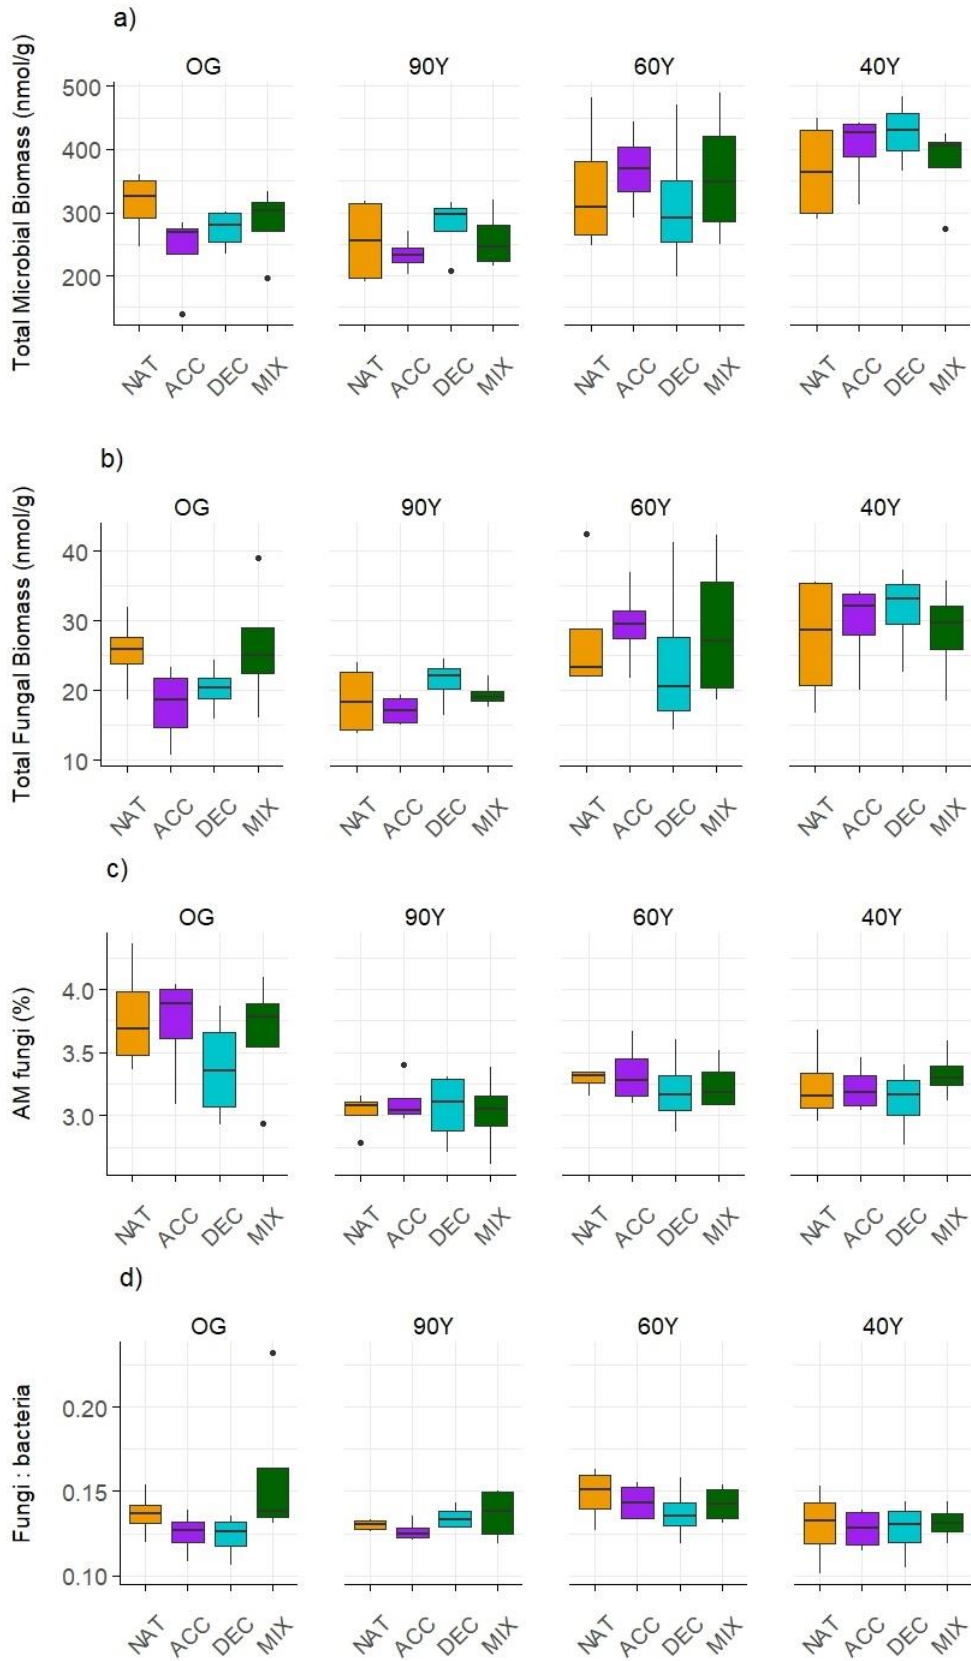 a)
OG 90Y 60Y 40Y
Total Microbial Biomass (nmol/g)
500
400
300
200
NAT ACC DEC MIX NAT ACC DEC MIX NAT ACC DEC MIX NAT ACC DEC MIX
b)
OG 90Y 60Y 40Y
Total Fungal Biomass (nmol/g)
40
30
20
10
NAT ACC DEC MIX NAT ACC DEC MIX NAT ACC DEC MIX NAT ACC DEC MIX
c)
OG 90Y 60Y 40Y
AM fungi (%)
4.0
3.5
3.0
NAT ACC DEC MIX NAT ACC DEC MIX NAT ACC DEC MIX NAT ACC DEC MIX
d)
OG 90Y 60Y 40Y
Fungi : bacteria
0.20
0.15
0.10
NAT ACC DEC MIX NAT ACC DEC MIX NAT ACC DEC MIX NAT ACC DEC MIX